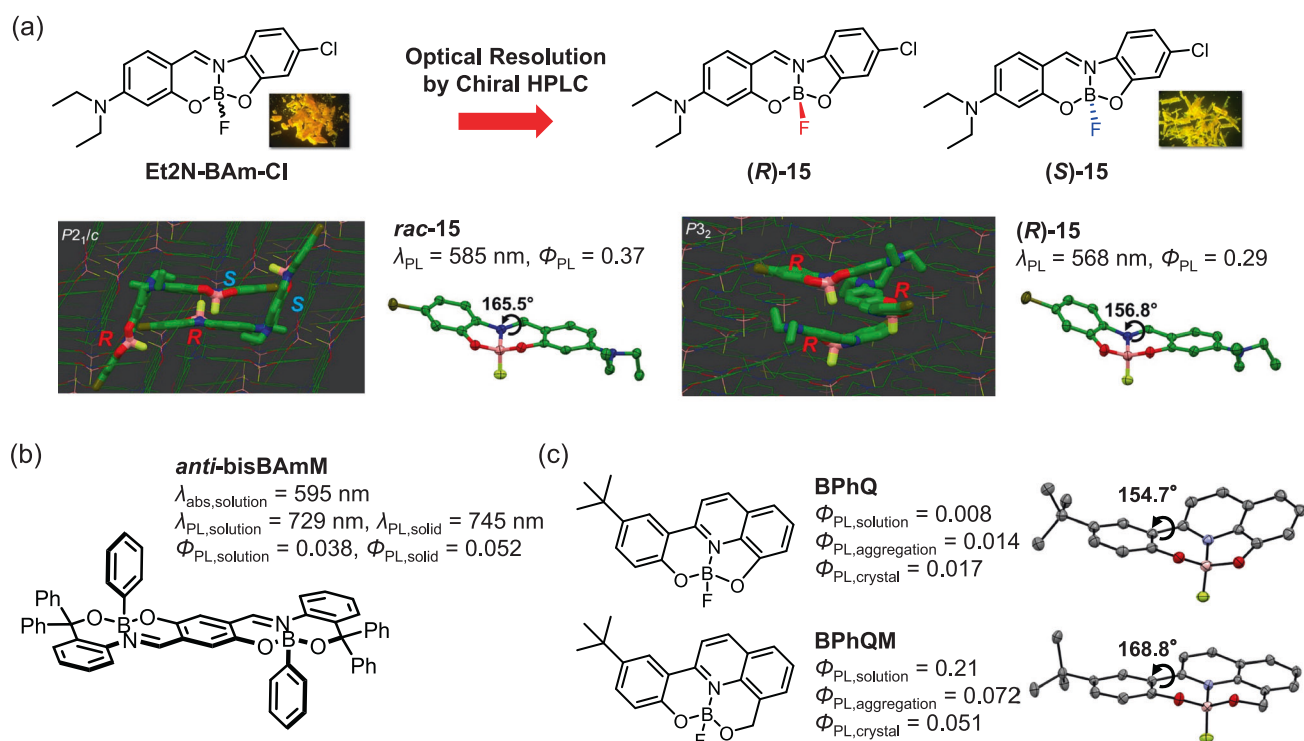 (a)
N
Cl
N
O
B
O
F
Et2N-BAm-Cl
Optical Resolution
by Chiral HPLC
N
Cl
N
O
B
O
F
(R)-15
N
Cl
N
O
B
O
F
(S)-15
P2₁/c
S
S
R
R
rac-15
λPL = 585 nm, ΦPL = 0.37
165.5°
P3₂
R
R
R
(R)-15
λPL = 568 nm, ΦPL = 0.29
156.8°
(b)
anti-bisBAmM
λabs,solution = 595 nm
λPL,solution = 729 nm, λPL,solid = 745 nm
ΦPL,solution = 0.038, ΦPL,solid = 0.052
Ph
Ph
O
B
O
N
N
O
B
O
Ph
Ph
(c)
N
O
B
O
F
BPhQ
ΦPL,solution = 0.008
ΦPL,aggregation = 0.014
ΦPL,crystal = 0.017
154.7°
N
O
B
O
F
BPhQM
ΦPL,solution = 0.21
ΦPL,aggregation = 0.072
ΦPL,crystal = 0.051
168.8°